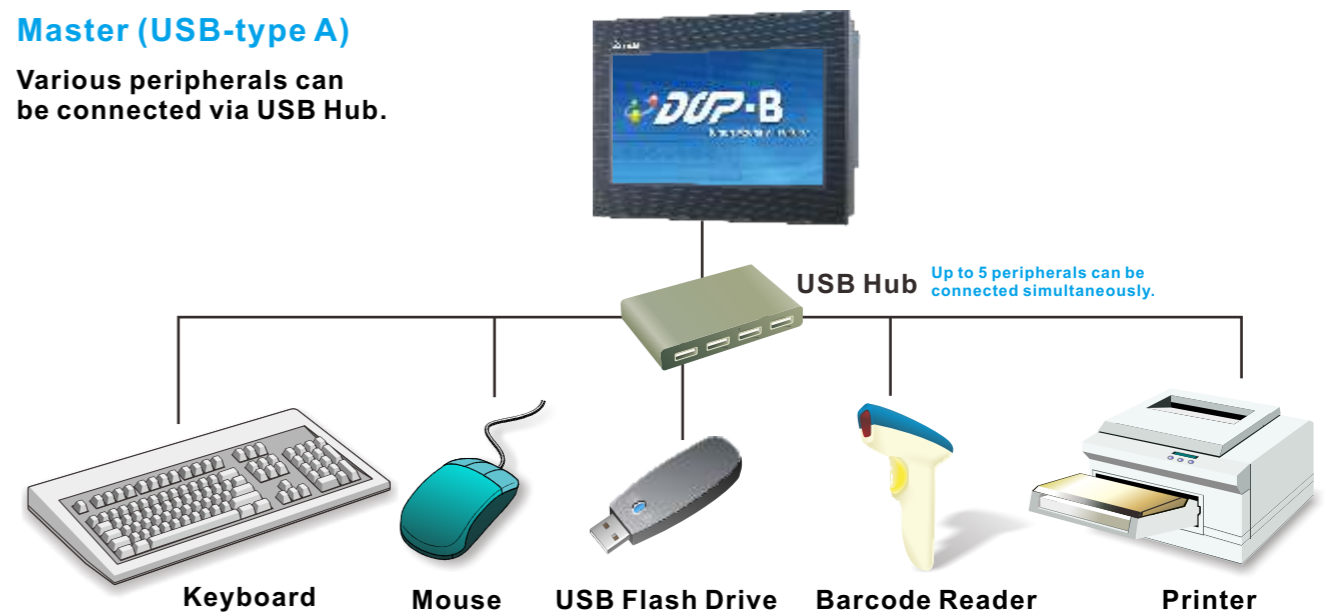 Master (USB-type A)
Various peripherals can
be connected via USB Hub.
DOP-B
USB Hub
Up to 5 peripherals can be
connected simultaneously.
Keyboard
Mouse
USB Flash Drive
Barcode Reader
Printer